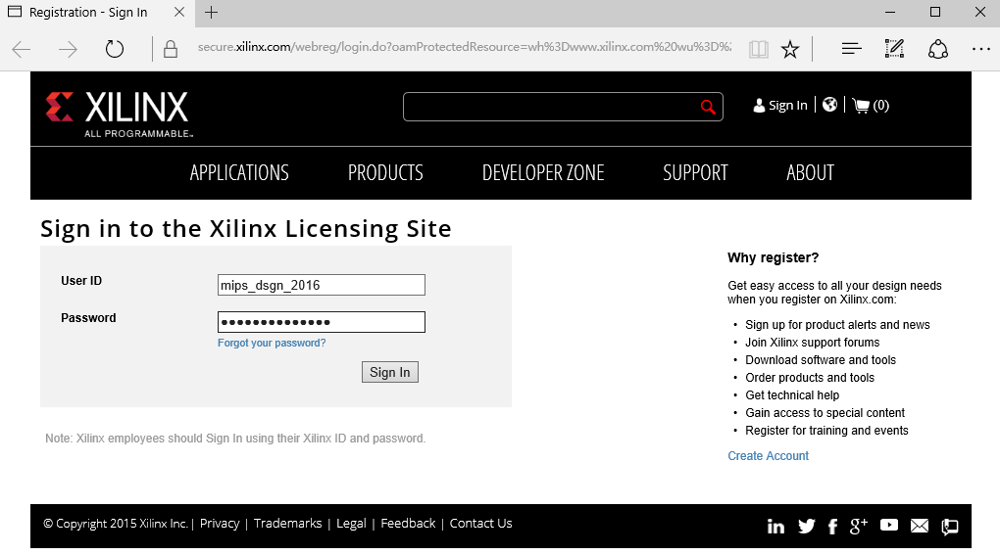 Registration - Sign In
secure.xilinx.com/webreg/login.do?oamProtectedResource=wh%3Dwww.xilinx.com%20wu%3D%2
XILINX
ALL PROGRAMMABLE™
Sign In
(0)
APPLICATIONS PRODUCTS DEVELOPER ZONE SUPPORT ABOUT
Sign in to the Xilinx Licensing Site
User ID
mips_dsgn_2016
Password
••••••••••••••
Forgot your password?
Sign In
Note: Xilinx employees should Sign In using their Xilinx ID and password.
Why register?
Get easy access to all your design needs
when you register on Xilinx.com:
• Sign up for product alerts and news
• Join Xilinx support forums
• Download software and tools
• Order products and tools
• Get technical help
• Gain access to special content
• Register for training and events
Create Account
© Copyright 2015 Xilinx Inc. | Privacy | Trademarks | Legal | Feedback | Contact Us